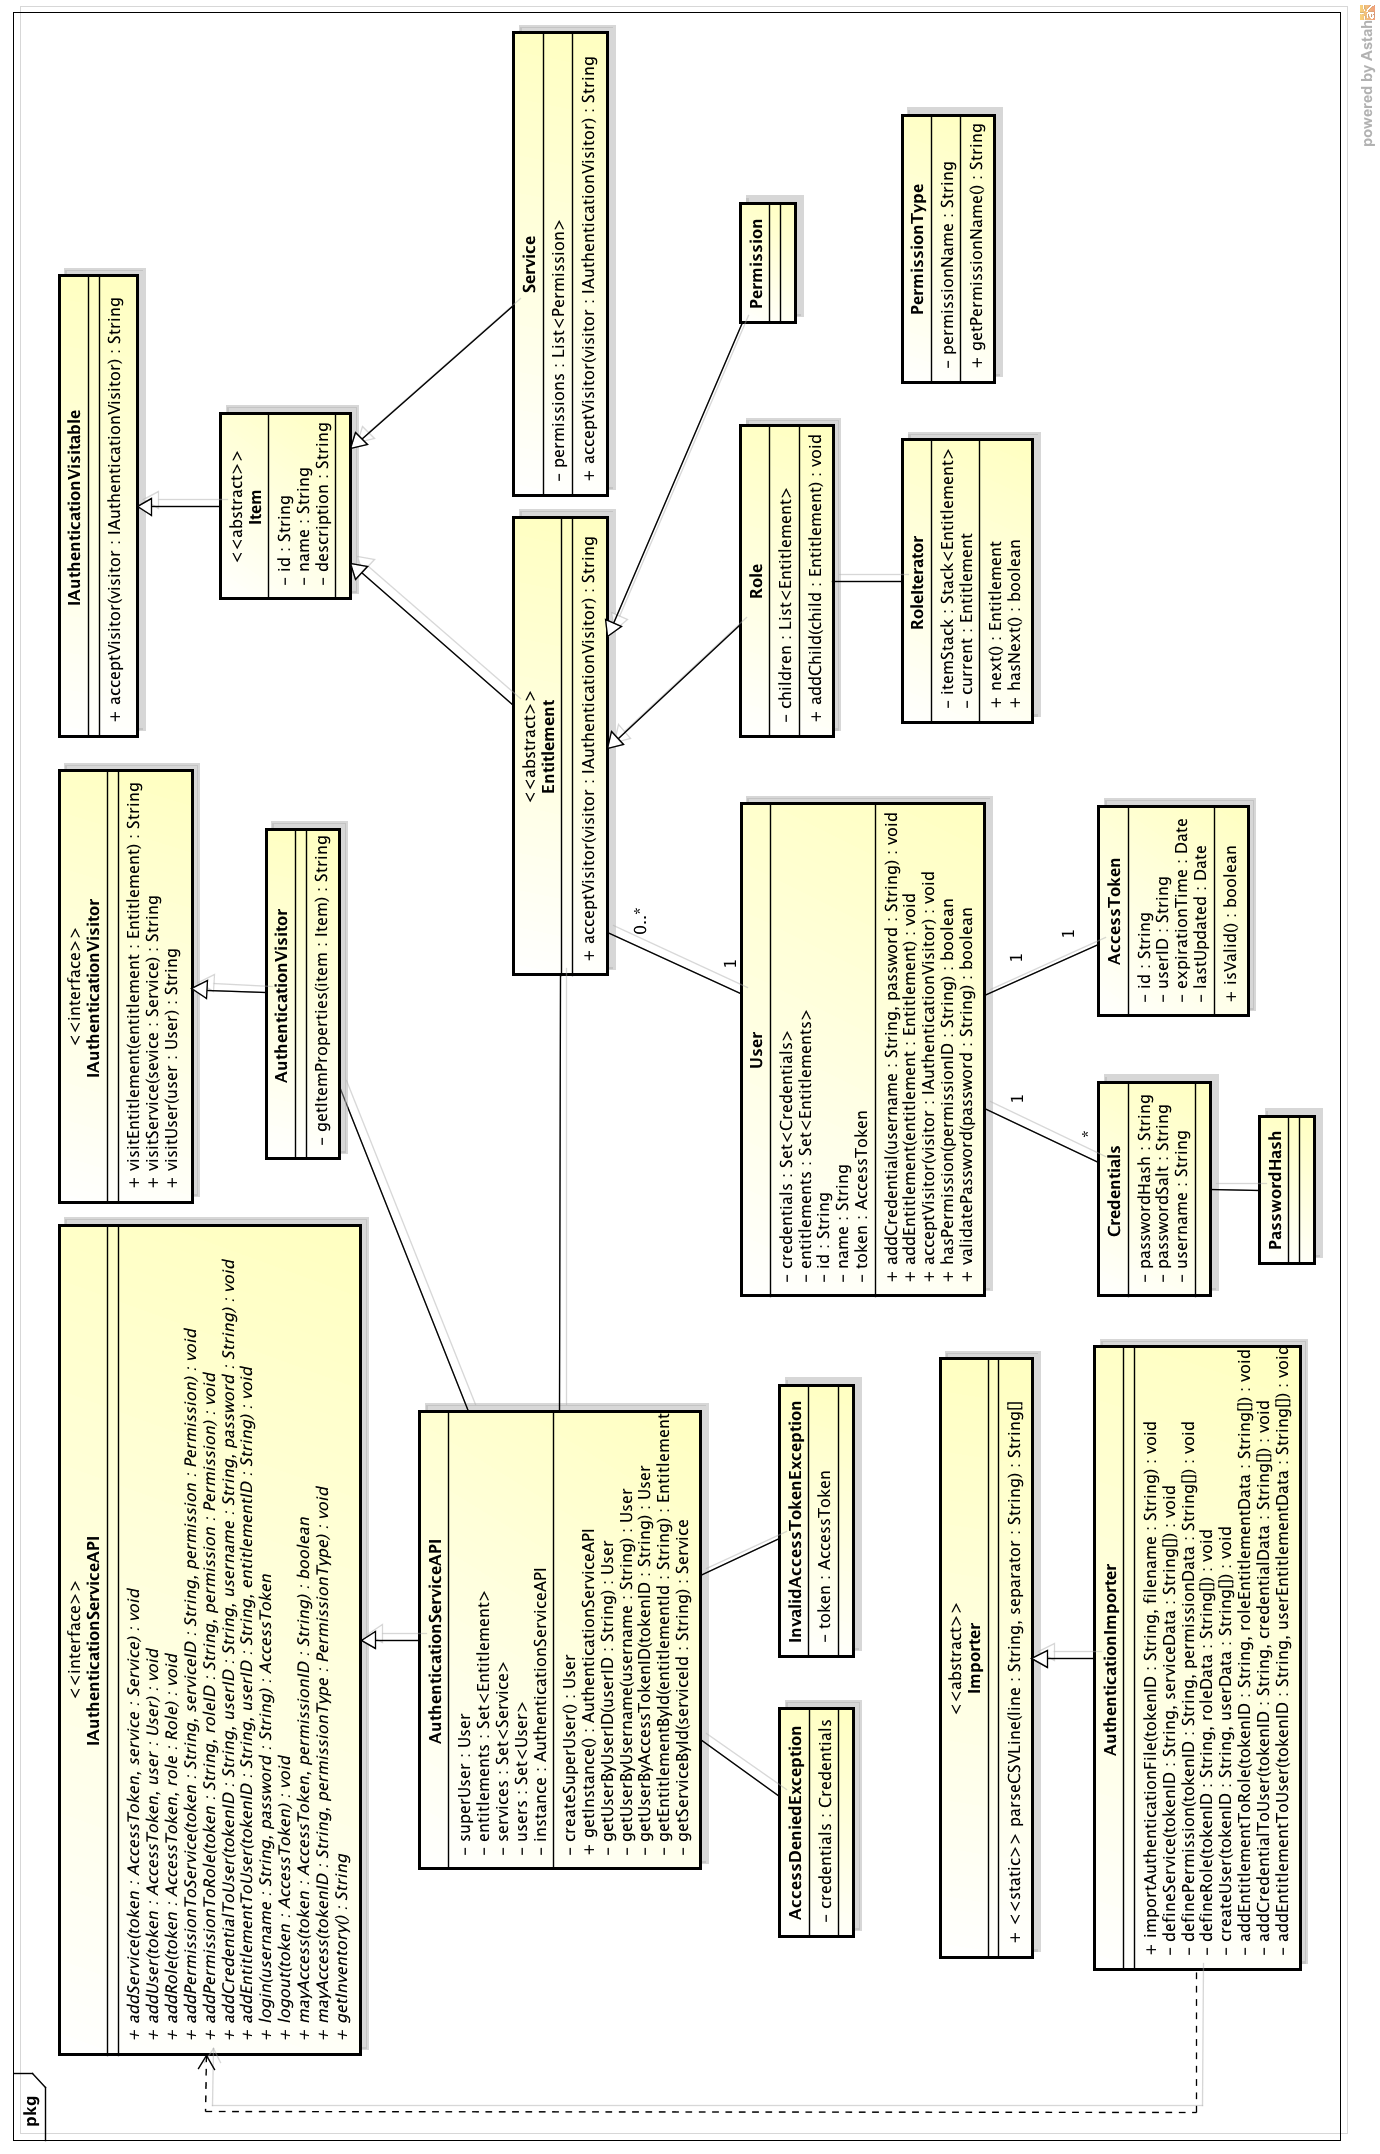 pkg
<<interface>>
IAuthenticationServiceAPI
+ addService(token : AccessToken, service : Service) : void
+ addUser(token : AccessToken, user : User) : void
+ addRole(token : AccessToken, role : Role) : void
+ addPermissionToService(token : String, serviceID : String, permission : Permission) : void
+ addPermissionToRole(token : String, roleID : String, permission : Permission) : void
+ addCredentialToUser(tokenID : String, userID : String, username : String, password : String) : void
+ addEntitlementToUser(tokenID : String, userID : String, entitlementID : String) : void
+ login(username : String, password : String) : AccessToken
+ logout(token : AccessToken) : void
+ mayAccess(token : AccessToken, permissionID : String) : boolean
+ mayAccess(tokenID : String, permissionType : PermissionType) : void
+ getInventory() : String
<<interface>>
IAuthenticationVisitor
+ visitEntitlement(entitlement : Entitlement) : String
+ visitService(sevice : Service) : String
+ visitUser(user : User) : String
IAuthenticationVisitable
+ acceptVisitor(visitor : IAuthenticationVisitor) : String
AuthenticationVisitor
- getItemProperties(item : Item) : String
<<abstract>>
Item
- id : String
- name : String
- description : String
AuthenticationServiceAPI
- superUser : User
- entitlements : Set<Entitlement>
- services : Set<Service>
- users : Set<User>
- instance : AuthenticationServiceAPI
- createSuperUser() : User
+ getInstance() : AuthenticationServiceAPI
- getUserByUserID(userID : String) : User
- getUserByUsername(username : String) : User
- getUserByAccessTokenID(tokenID : String) : User
- getEntitlementById(entitlementId : String) : Entitlement
- getServiceById(serviceId : String) : Service
<<abstract>>
Entitlement
+ acceptVisitor(visitor : IAuthenticationVisitor) : String
Service
- permissions : List<Permission>
+ acceptVisitor(visitor : IAuthenticationVisitor) : String
0..*
1
AccessDeniedException
- credentials : Credentials
InvalidAccessTokenException
- token : AccessToken
User
- credentials : Set<Credentials>
- entitlements : Set<Entitlements>
- id : String
- name : String
- token : AccessToken
+ addCredential(username : String, password : String) : void
+ addEntitlement(entitlement : Entitlement) : void
+ acceptVisitor(visitor : IAuthenticationVisitor) : void
+ hasPermission(permissionID : String) : boolean
+ validatePassword(password : String) : boolean
Role
- children : List<Entitlement>
+ addChild(child : Entitlement) : void
Permission
RoleIterator
- itemStack : Stack<Entitlement>
- current : Entitlement
+ next() : Entitlement
+ hasNext() : boolean
PermissionType
- permissionName : String
+ getPermissionName() : String
<<abstract>>
Importer
+ <<static>> parseCSVLine(line : String, separator : String) : String[]
1
*
1
1
AuthenticationImporter
+ importAuthenticationFile(tokenID : String, filename : String) : void
- defineService(tokenID : String, serviceData : String[]) : void
- definePermission(tokenID : String, permissionData : String[]) : void
- defineRole(tokenID : String, roleData : String[]) : void
- createUser(tokenID : String, userData : String[]) : void
- addEntitlementToRole(tokenID : String, roleEntitlementData : String[]) : void
- addCredentialToUser(tokenID : String, credentialData : String[]) : void
- addEntitlementToUser(tokenID : String, userEntitlementData : String[]) : void
Credentials
- passwordHash : String
- passwordSalt : String
- username : String
AccessToken
- id : String
- userID : String
- expirationTime : Date
- lastUpdated : Date
+ isValid() : boolean
PasswordHash
powered by Astah